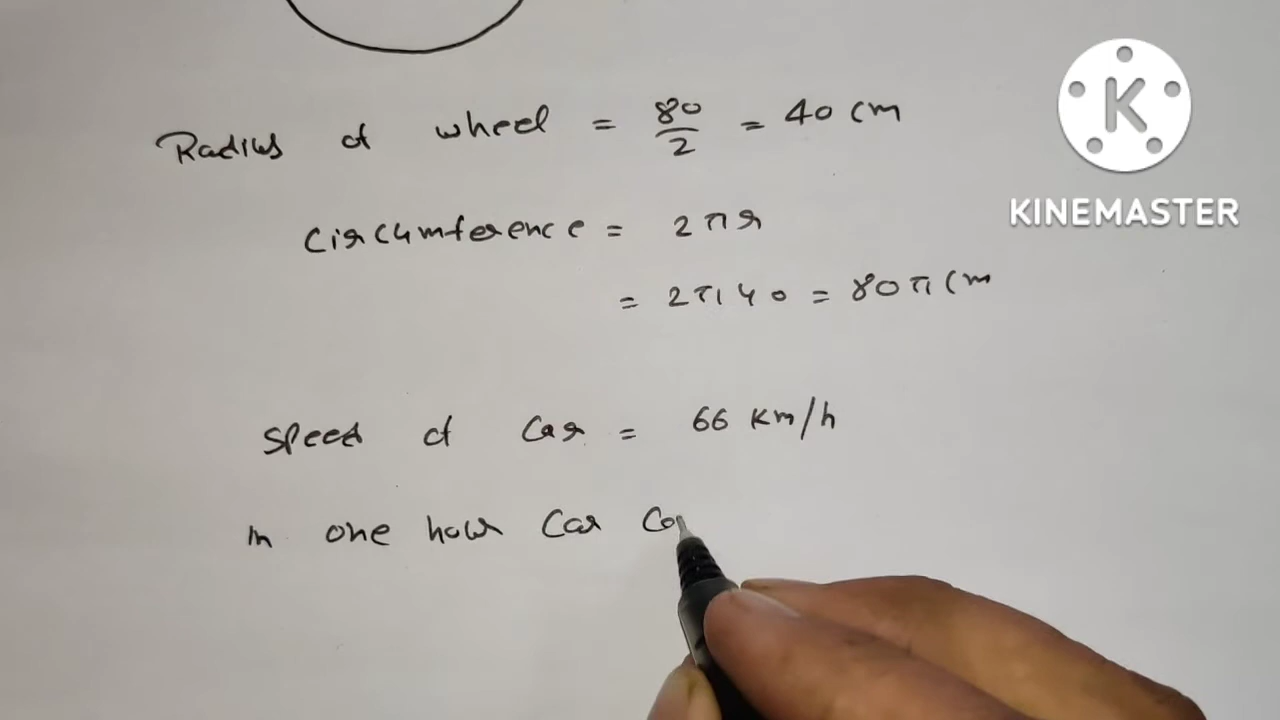 Radius of wheel = 80/2 = 40 cm
K
KINEMASTER
Circumference = 2πr
= 2π40 = 80π cm
Speed of Car = 66 Km/h
in one hour Car Co